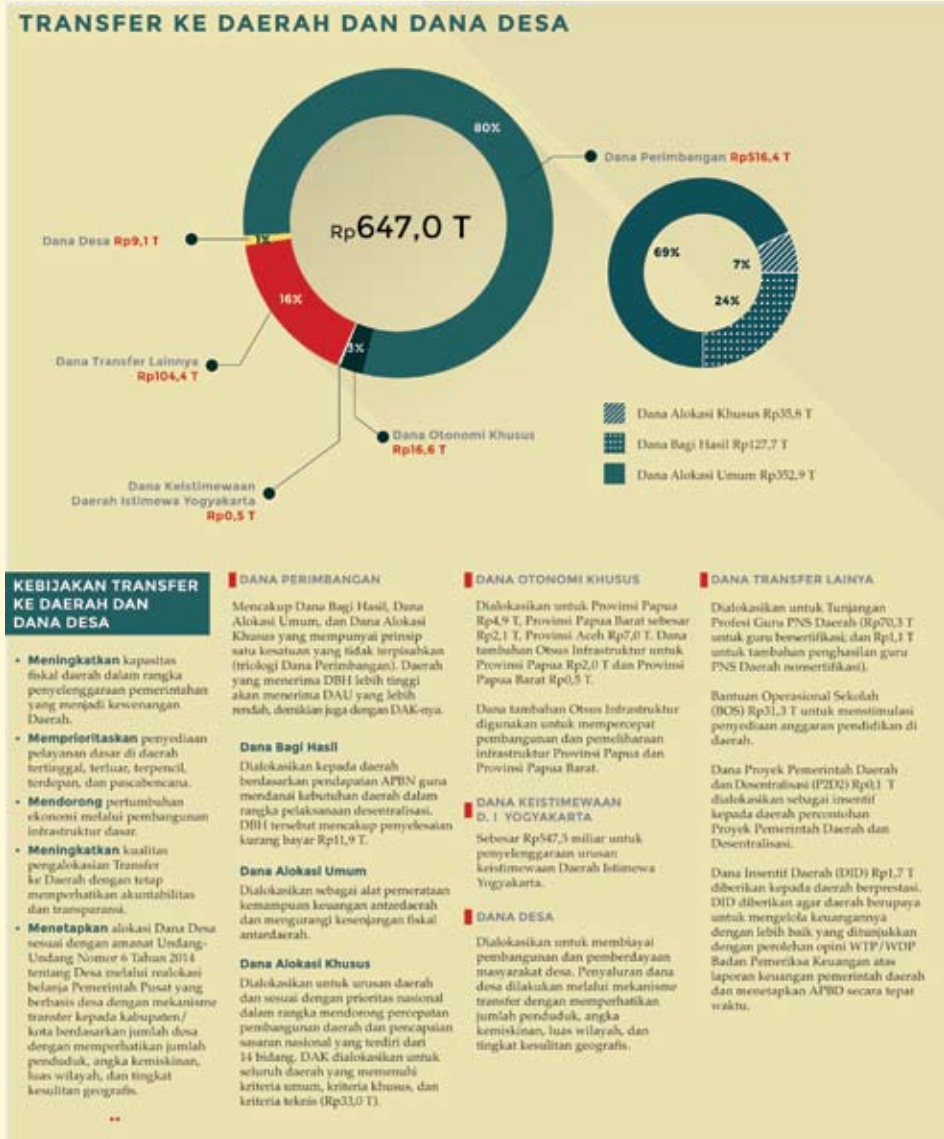 TRANSFER KE DAERAH DAN DANA DESA
80%
Dana Perimbangan Rp516,4 T
Rp647,0 T
Dana Desa Rp9,1 T
1%
69%
7%
24%
16%
3%
Dana Transfer Lainnya
Rp104,4 T
Dana Otonomi Khusus
Rp16,6 T
Dana Keistimewaan
Daerah Istimewa Yogyakarta
Rp0,5 T
Dana Alokasi Khusus Rp35,8 T
Dana Bagi Hasil Rp127,7 T
Dana Alokasi Umum Rp352,9 T
KEBIJAKAN TRANSFER
KE DAERAH DAN
DANA DESA
• Meningkatkan kapasitas
fiskal daerah dalam rangka
penyelenggaraan pemerintahan
yang menjadi kewenangan
Daerah.
• Memprioritaskan penyediaan
pelayanan dasar di daerah
tertinggal, terluar, terpencil,
terdepan, dan pascabencana.
• Mendorong pertumbuhan
ekonomi melalui pembangunan
infrastruktur dasar.
• Meningkatkan kualitas
pengalokasian Transfer
ke Daerah dengan tetap
memperhatikan akuntabilitas
dan transparansi.
• Menetapkan alokasi Dana Desa
sesuai dengan amanat Undang-
Undang Nomor 6 Tahun 2014
tentang Desa melalui realokasi
belanja Pemerintah Pusat yang
berbasis desa dengan mekanisme
transfer kepada kabupaten/
kota berdasarkan jumlah desa
dengan memperhatikan jumlah
penduduk, angka kemiskinan,
luas wilayah, dan tingkat
kesulitan geografis.
DANA PERIMBANGAN
Mencakup Dana Bagi Hasil, Dana
Alokasi Umum, dan Dana Alokasi
Khusus yang mempunyai prinsip
satu kesatuan yang tidak terpisahkan
(triologi Dana Perimbangan). Daerah
yang menerima DBH lebih tinggi
akan menerima DAU yang lebih
rendah, demikian juga dengan DAK-nya.
Dana Bagi Hasil
Dialokasikan kepada daerah
berdasarkan pendapatan APBN guna
mendanai kebutuhan daerah dalam
rangka pelaksanaan desentralisasi.
DBH tersebut mencakup penyelesaian
kurang bayar Rp11,9 T.
Dana Alokasi Umum
Dialokasikan sebagai alat pemerataan
kemampuan keuangan antardaerah
dan mengurangi kesenjangan fiskal
antardaerah.
Dana Alokasi Khusus
Dialokasikan untuk urusan daerah
dan sesuai dengan prioritas nasional
dalam rangka mendorong percepatan
pembangunan daerah dan pencapaian
sasaran nasional yang terdiri dari
14 bidang. DAK dialokasikan untuk
seluruh daerah yang memenuhi
kriteria umum, kriteria khusus, dan
kriteria teknis (Rp33,0 T).
DANA OTONOMI KHUSUS
Dialokasikan untuk Provinsi Papua
Rp4,9 T, Provinsi Papua Barat sebesar
Rp2,1 T, Provinsi Aceh Rp7,0 T. Dana
tambahan Otsus Infrastruktur untuk
Provinsi Papua Rp2,0 T dan Provinsi
Papua Barat Rp0,5 T.
Dana tambahan Otsus Infrastruktur
digunakan untuk mempercepat
pembangunan dan pemeliharaan
infrastruktur Provinsi Papua dan
Provinsi Papua Barat.
DANA KEISTIMEWAAN
D. I YOGYAKARTA
Sebesar Rp547,5 miliar untuk
penyelenggaraan urusan
keistimewaan Daerah Istimewa
Yogyakarta.
DANA DESA
Dialokasikan untuk membiayai
pembangunan dan pemberdayaan
masyarakat desa. Penyaluran dana
desa dilakukan melalui mekanisme
transfer dengan memperhatikan
jumlah penduduk, angka
kemiskinan, luas wilayah, dan
tingkat kesulitan geografis.
DANA TRANSFER LAINYA
Dialokasikan untuk Tunjangan
Profesi Guru PNS Daerah (Rp70,3 T
untuk guru bersertifikasi, dan Rp1,1 T
untuk tambahan penghasilan guru
PNS Daerah nonsertifikasi).
Bantuan Operasional Sekolah
(BOS) Rp31,3 T untuk menstimulasi
penyediaan anggaran pendidikan di
daerah.
Dana Proyek Pemerintah Daerah
dan Desentralisasi (P2D2) Rp0,1 T
dialokasikan sebagai insentif
kepada daerah percontohan
Proyek Pemerintah Daerah dan
Desentralisasi.
Dana Insentif Daerah (DID) Rp1,7 T
diberikan kepada daerah berprestasi.
DID diberikan agar daerah berupaya
untuk mengelola keuangannya
dengan lebih baik yang ditunjukkan
dengan perolehan opini WTP/WDP
Badan Pemeriksa Keuangan atas
laporan keuangan pemerintah daerah
dan menetapkan APBD secara tepat
waktu.